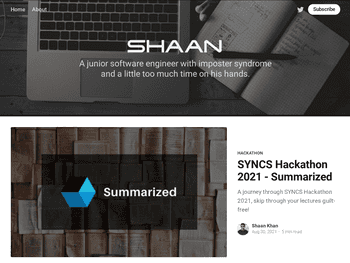 Home About Subscribe
SHAAN
A junior software engineer with imposter syndrome
and a little too much time on his hands.
Summarized
HACKATHON
SYNCS Hackathon
2021 - Summarized
A journey through SYNCS Hackathon
2021, skip through your lectures guilt-
free!
Shaan Khan
Aug 30, 2021 • 5 min read